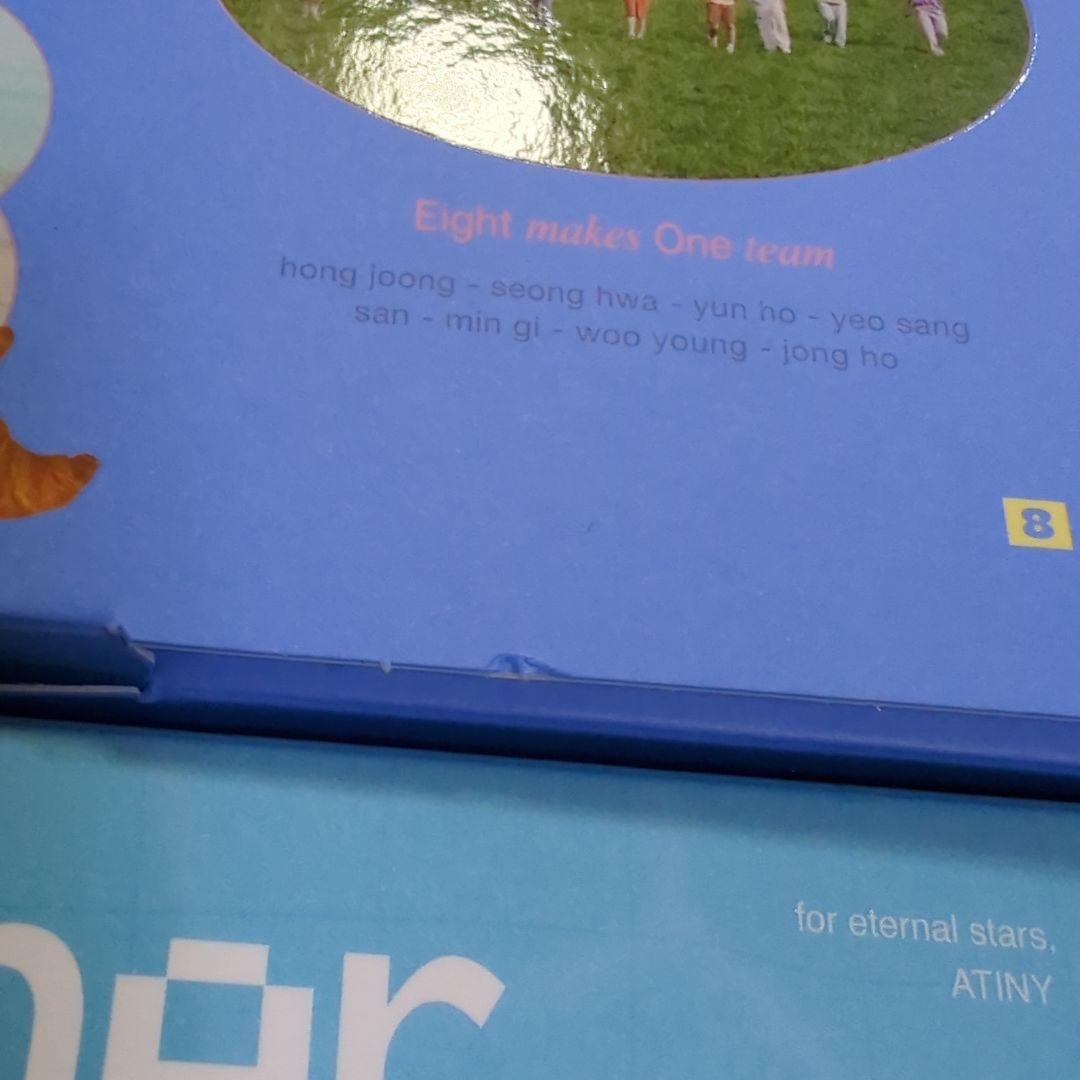 Eight makes One team
hong joong - seong hwa - yun ho - yeo sang
san - min gi - woo young - jong ho
8
for eternal stars,
ATINY